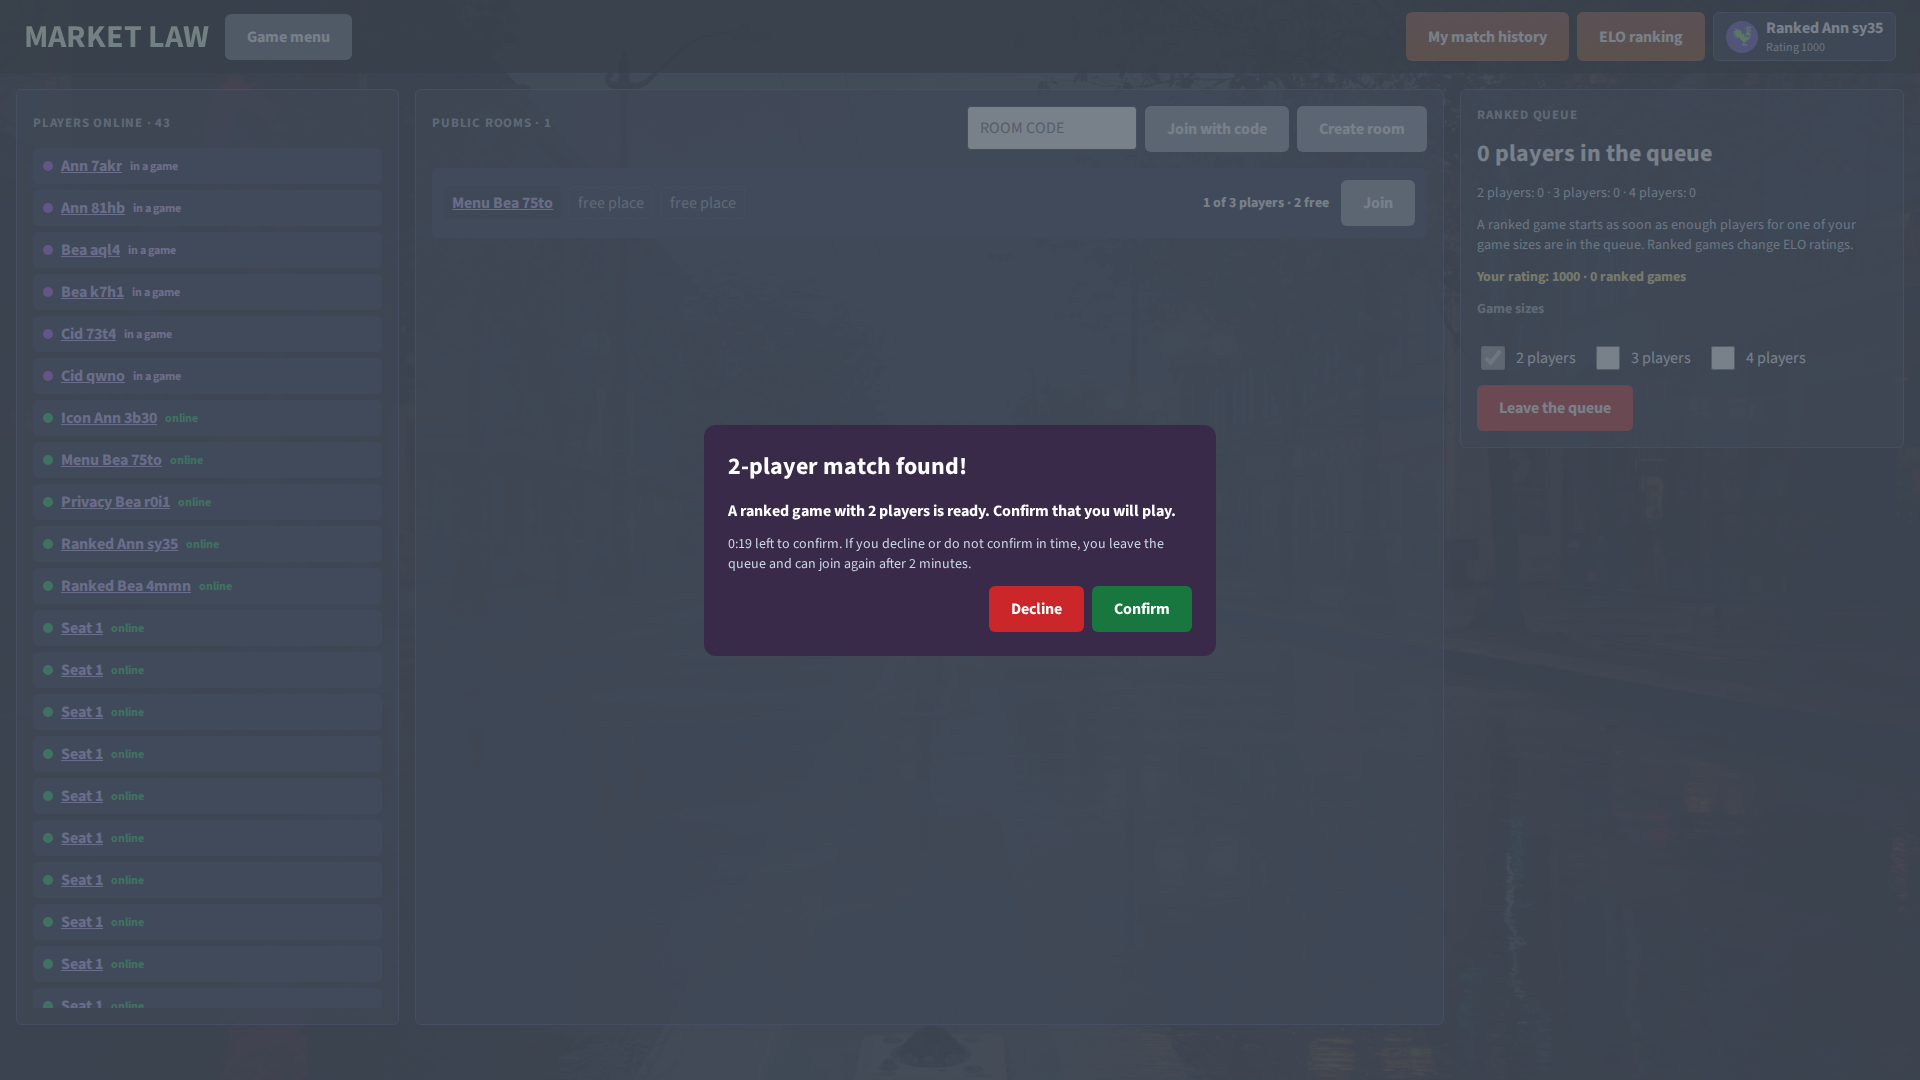 MARKET LAW
Game menu
My match history
ELO ranking
Ranked Ann sy35
Rating 1000
PLAYERS ONLINE · 43
Ann 7akr in a game
Ann 81hb in a game
Bea aql4 in a game
Bea k7h1 in a game
Cid 73t4 in a game
Cid qwno in a game
Icon Ann 3b30 online
Menu Bea 75to online
Privacy Bea r0i1 online
Ranked Ann sy35 online
Ranked Bea 4mmn online
Seat 1 online
Seat 1 online
Seat 1 online
Seat 1 online
Seat 1 online
Seat 1 online
Seat 1 online
Seat 1 online
Seat 1 online
Seat 1 online
PUBLIC ROOMS · 1
ROOM CODE
Join with code
Create room
Menu Bea 75to free place free place
1 of 3 players · 2 free
Join
RANKED QUEUE
0 players in the queue
2 players: 0 · 3 players: 0 · 4 players: 0
A ranked game starts as soon as enough players for one of your
game sizes are in the queue. Ranked games change ELO ratings.
Your rating: 1000 · 0 ranked games
Game sizes
2 players 3 players 4 players
Leave the queue
2-player match found!
A ranked game with 2 players is ready. Confirm that you will play.
0:19 left to confirm. If you decline or do not confirm in time, you leave the
queue and can join again after 2 minutes.
Decline
Confirm